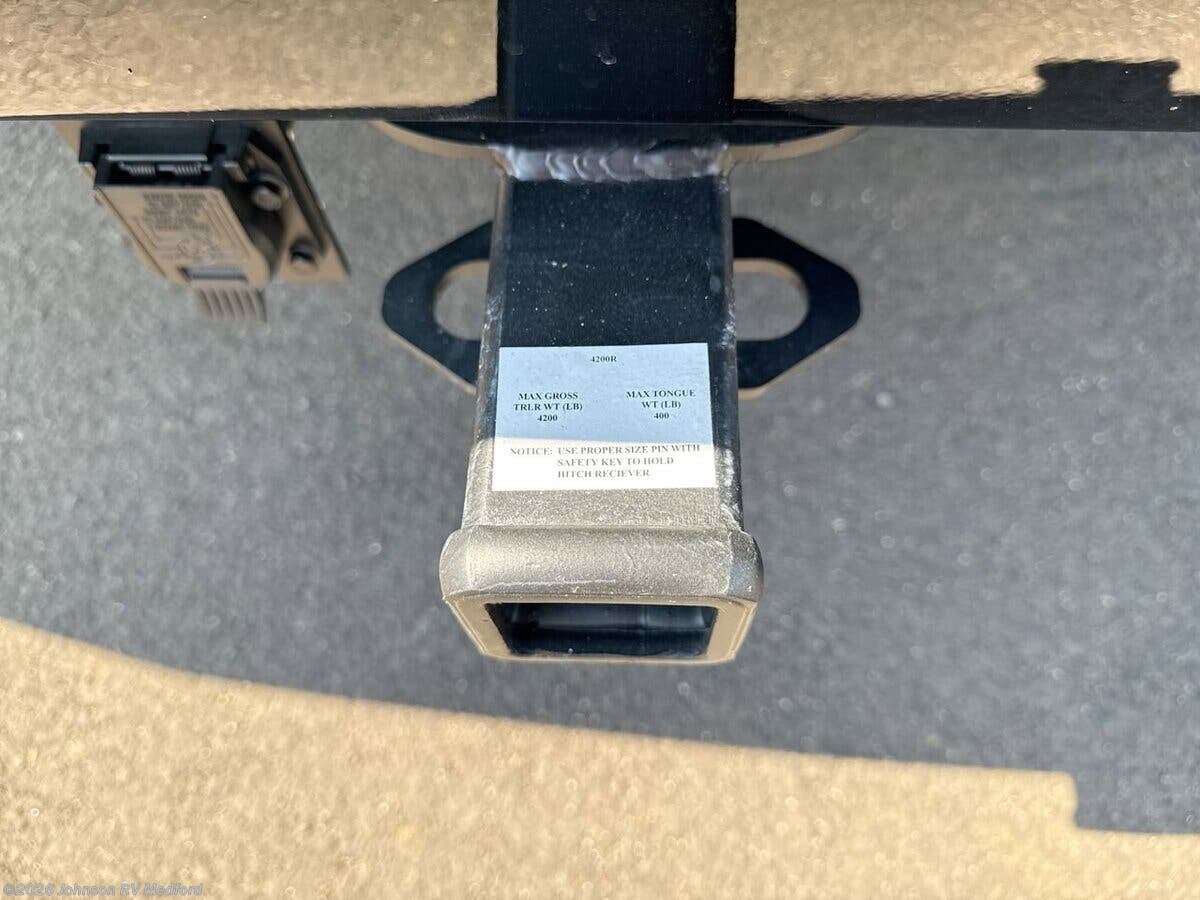 4200R
MAX GROSS
TRLR WT (LB)
4200
MAX TONGUE
WT (LB)
400
NOTICE: USE PROPER SIZE PIN WITH
SAFETY KEY TO HOLD
HITCH RECIEVER
©2026 Johnson RV Medford